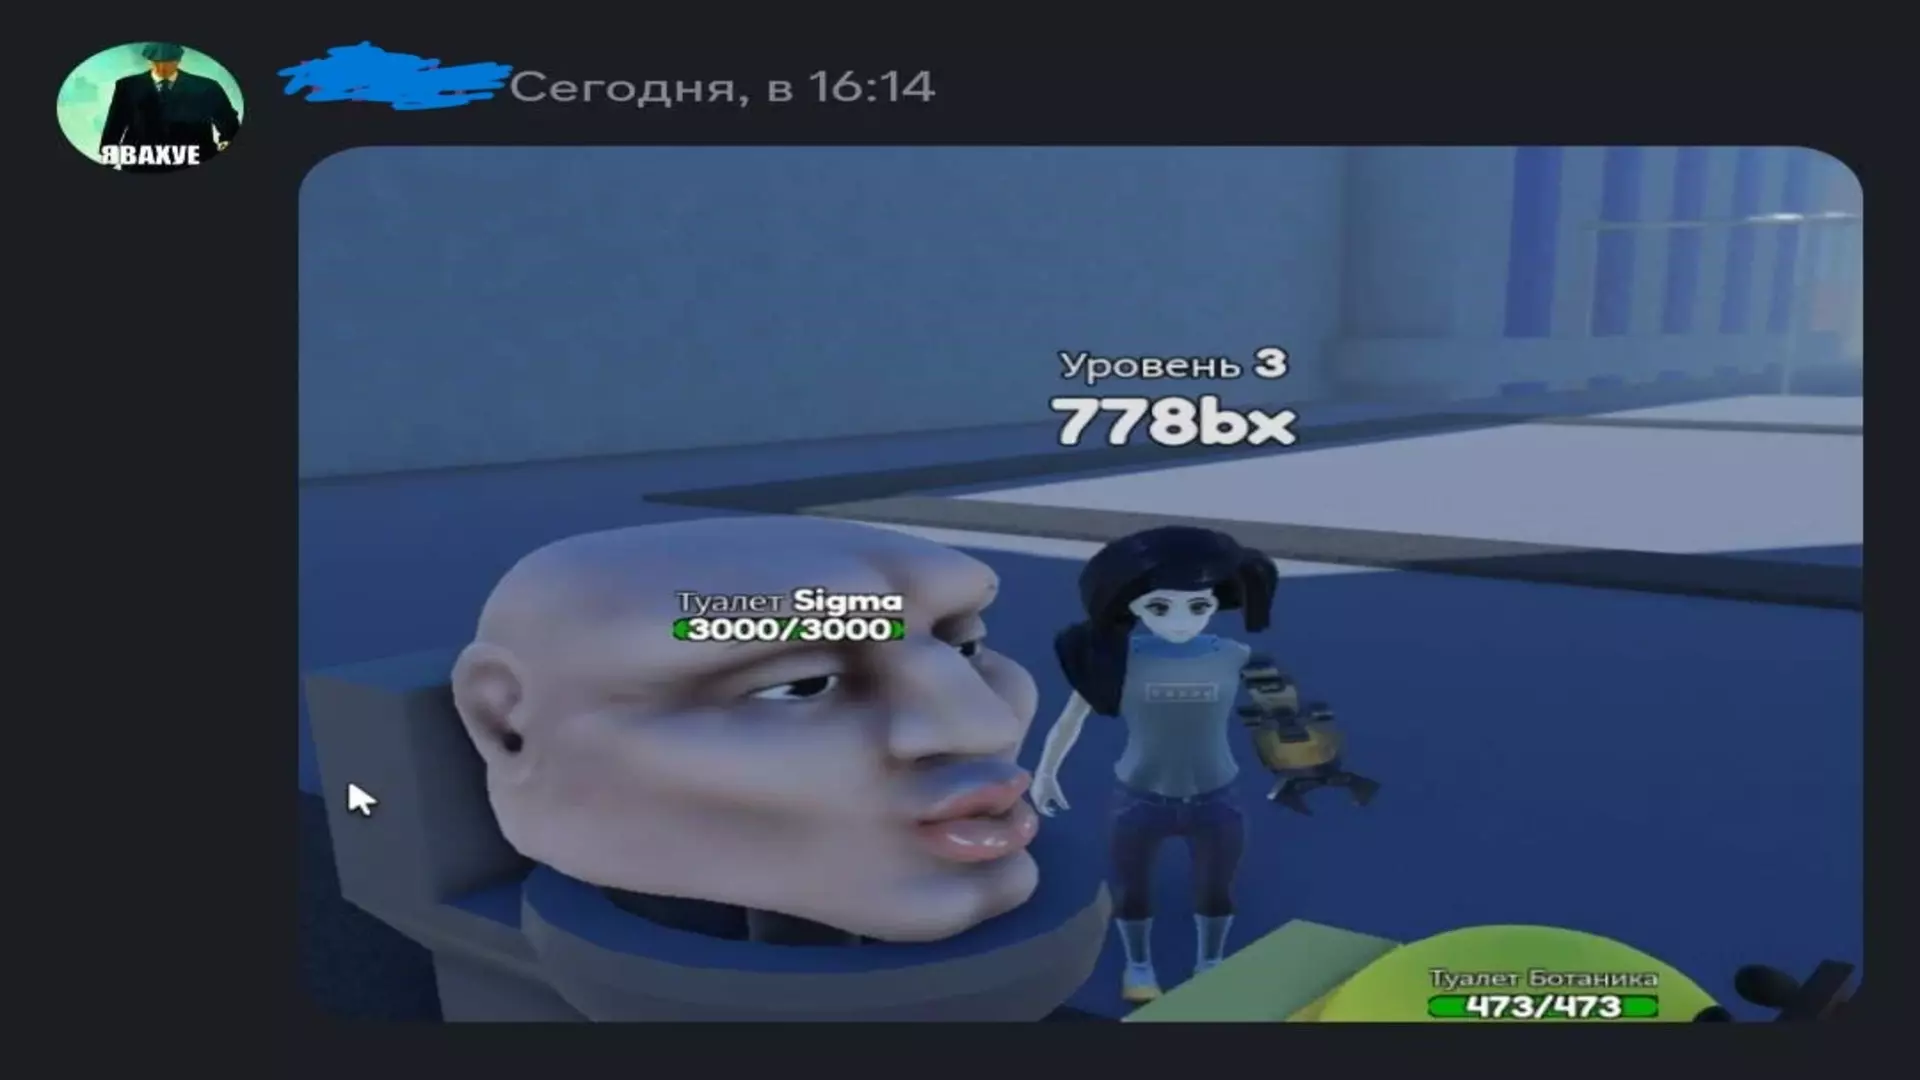 Сегодня, в 16:14
ЯВАХУЕ
Уровень 3
778bx
Туалет Sigma
3000/3000
Туалет Ботаника
473/473